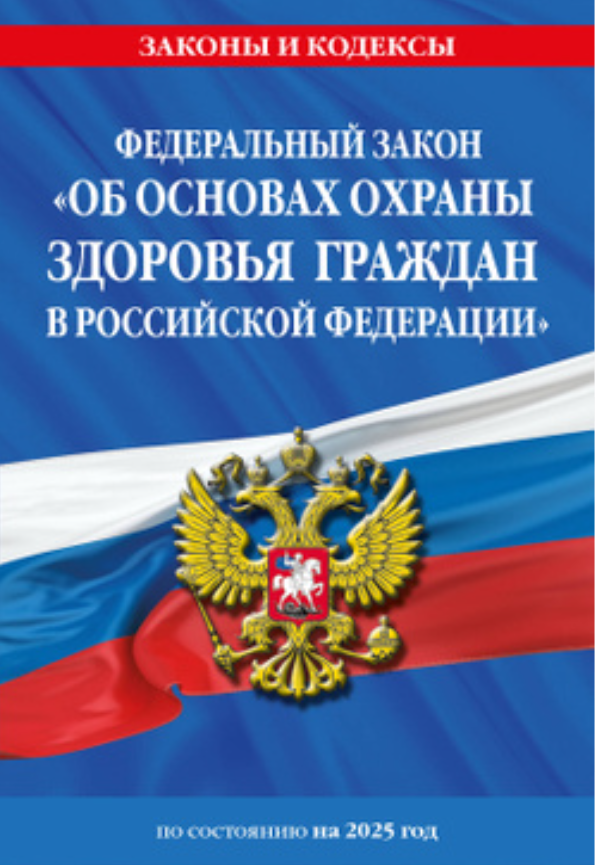 ЗАКОНЫ И КОДЕКСЫ
ФЕДЕРАЛЬНЫЙ ЗАКОН
«ОБ ОСНОВАХ ОХРАНЫ
ЗДОРОВЬЯ ГРАЖДАН
В РОССИЙСКОЙ ФЕДЕРАЦИИ»
по состоянию на 2025 год